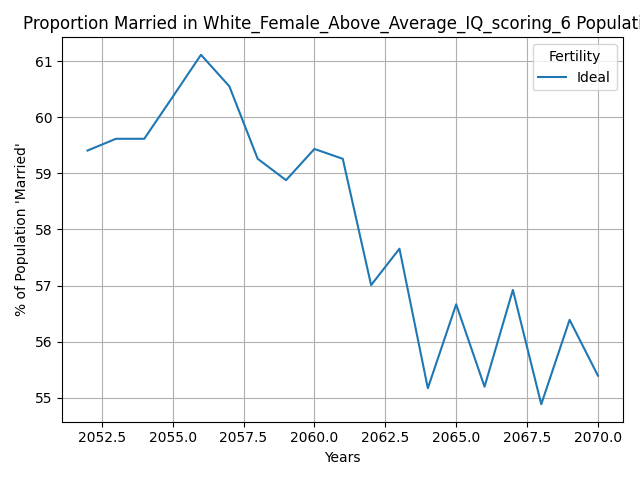 Proportion Married in White_Female_Above_Average_IQ_scoring_6 Populati
Fertility
Ideal
61
60
59
58
57
56
55
% of Population 'Married'
2052.5 2055.0 2057.5 2060.0 2062.5 2065.0 2067.5 2070.0
Years